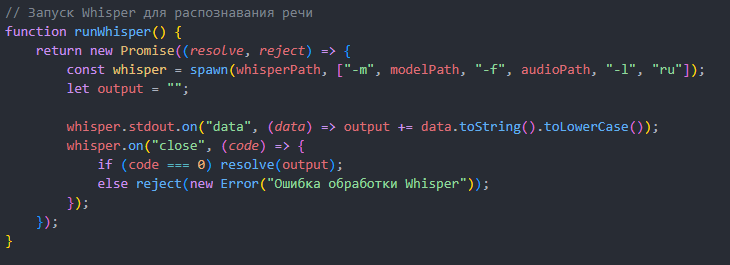 // Запуск Whisper для распознавания речи
function runWhisper() {
    return new Promise((resolve, reject) => {
        const whisper = spawn(whisperPath, ["-m", modelPath, "-f", audioPath, "-l", "ru"]);
        let output = "";

        whisper.stdout.on("data", (data) => output += data.toString().toLowerCase());
        whisper.on("close", (code) => {
            if (code === 0) resolve(output);
            else reject(new Error("Ошибка обработки Whisper"));
        });
    });
}